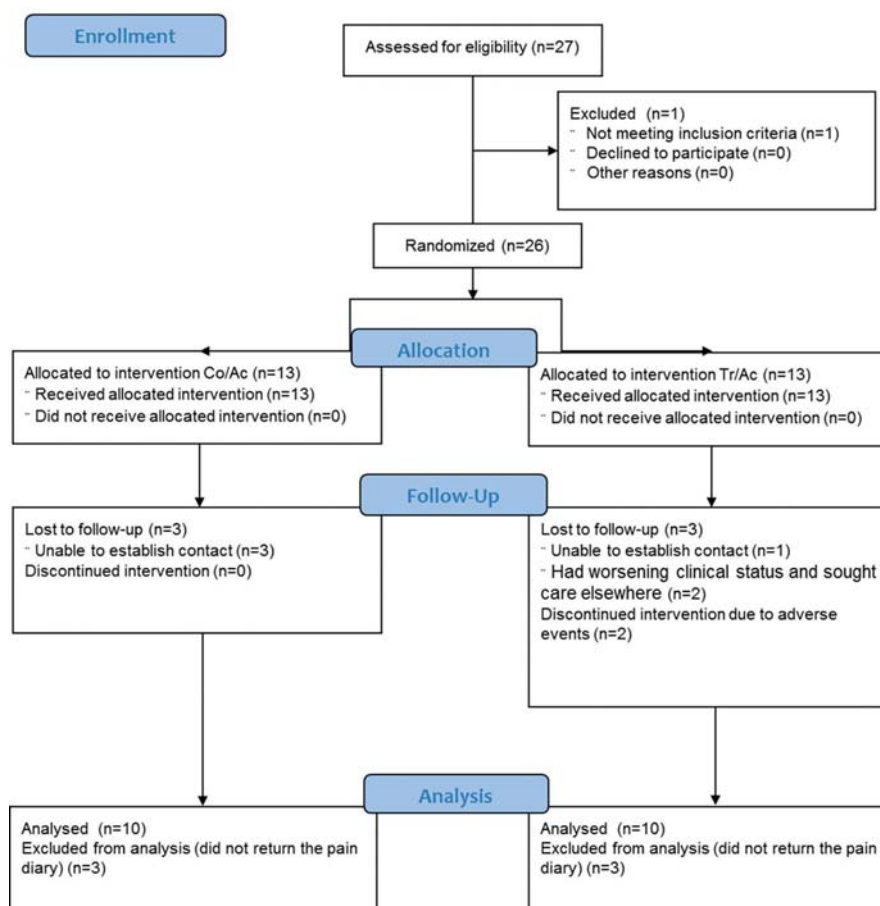 Enrollment
Assessed for eligibility (n=27)
Excluded (n=1)
¨ Not meeting inclusion criteria (n=1)
¨ Declined to participate (n=0)
¨ Other reasons (n=0)
Randomized (n=26)
Allocation
Allocated to intervention Co/Ac (n=13)
¨ Received allocated intervention (n=13)
¨ Did not receive allocated intervention (n=0)
Allocated to intervention Tr/Ac (n=13)
¨ Received allocated intervention (n=13)
¨ Did not receive allocated intervention (n=0)
Follow-Up
Lost to follow-up (n=3)
¨ Unable to establish contact (n=3)
Discontinued intervention (n=0)
Lost to follow-up (n=3)
¨ Unable to establish contact (n=1)
¨ Had worsening clinical status and sought
care elsewhere (n=2)
Discontinued intervention due to adverse
events (n=2)
Analysis
Analysed (n=10)
Excluded from analysis (did not return the pain
diary) (n=3)
Analysed (n=10)
Excluded from analysis (did not return the pain
diary) (n=3)